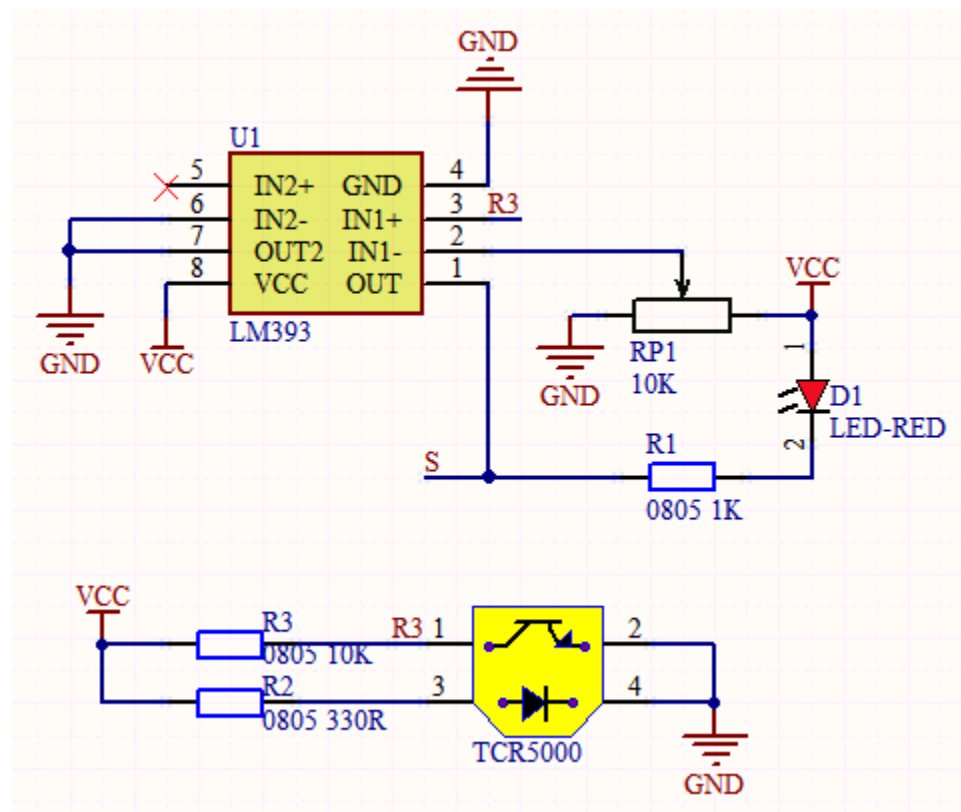 GND
U1
5 IN2+ GND 4
6 IN2- IN1+ 3 R3
7 OUT2 IN1- 2
8 VCC OUT 1
LM393
GND
VCC
VCC
GND
RP1
10K
1
D1
LED-RED
2
S
R1
0805 1K
VCC
R3
0805 10K
R3 1
2
R2
0805 330R
3
4
TCR5000
GND